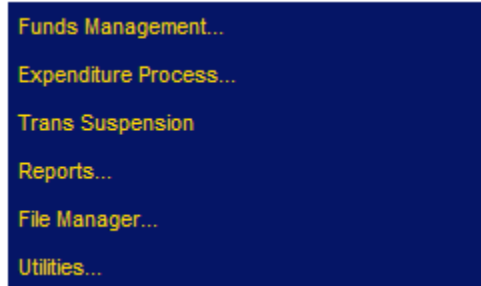 Funds Management...
Expenditure Process...
Trans Suspension
Reports...
File Manager...
Utilities...